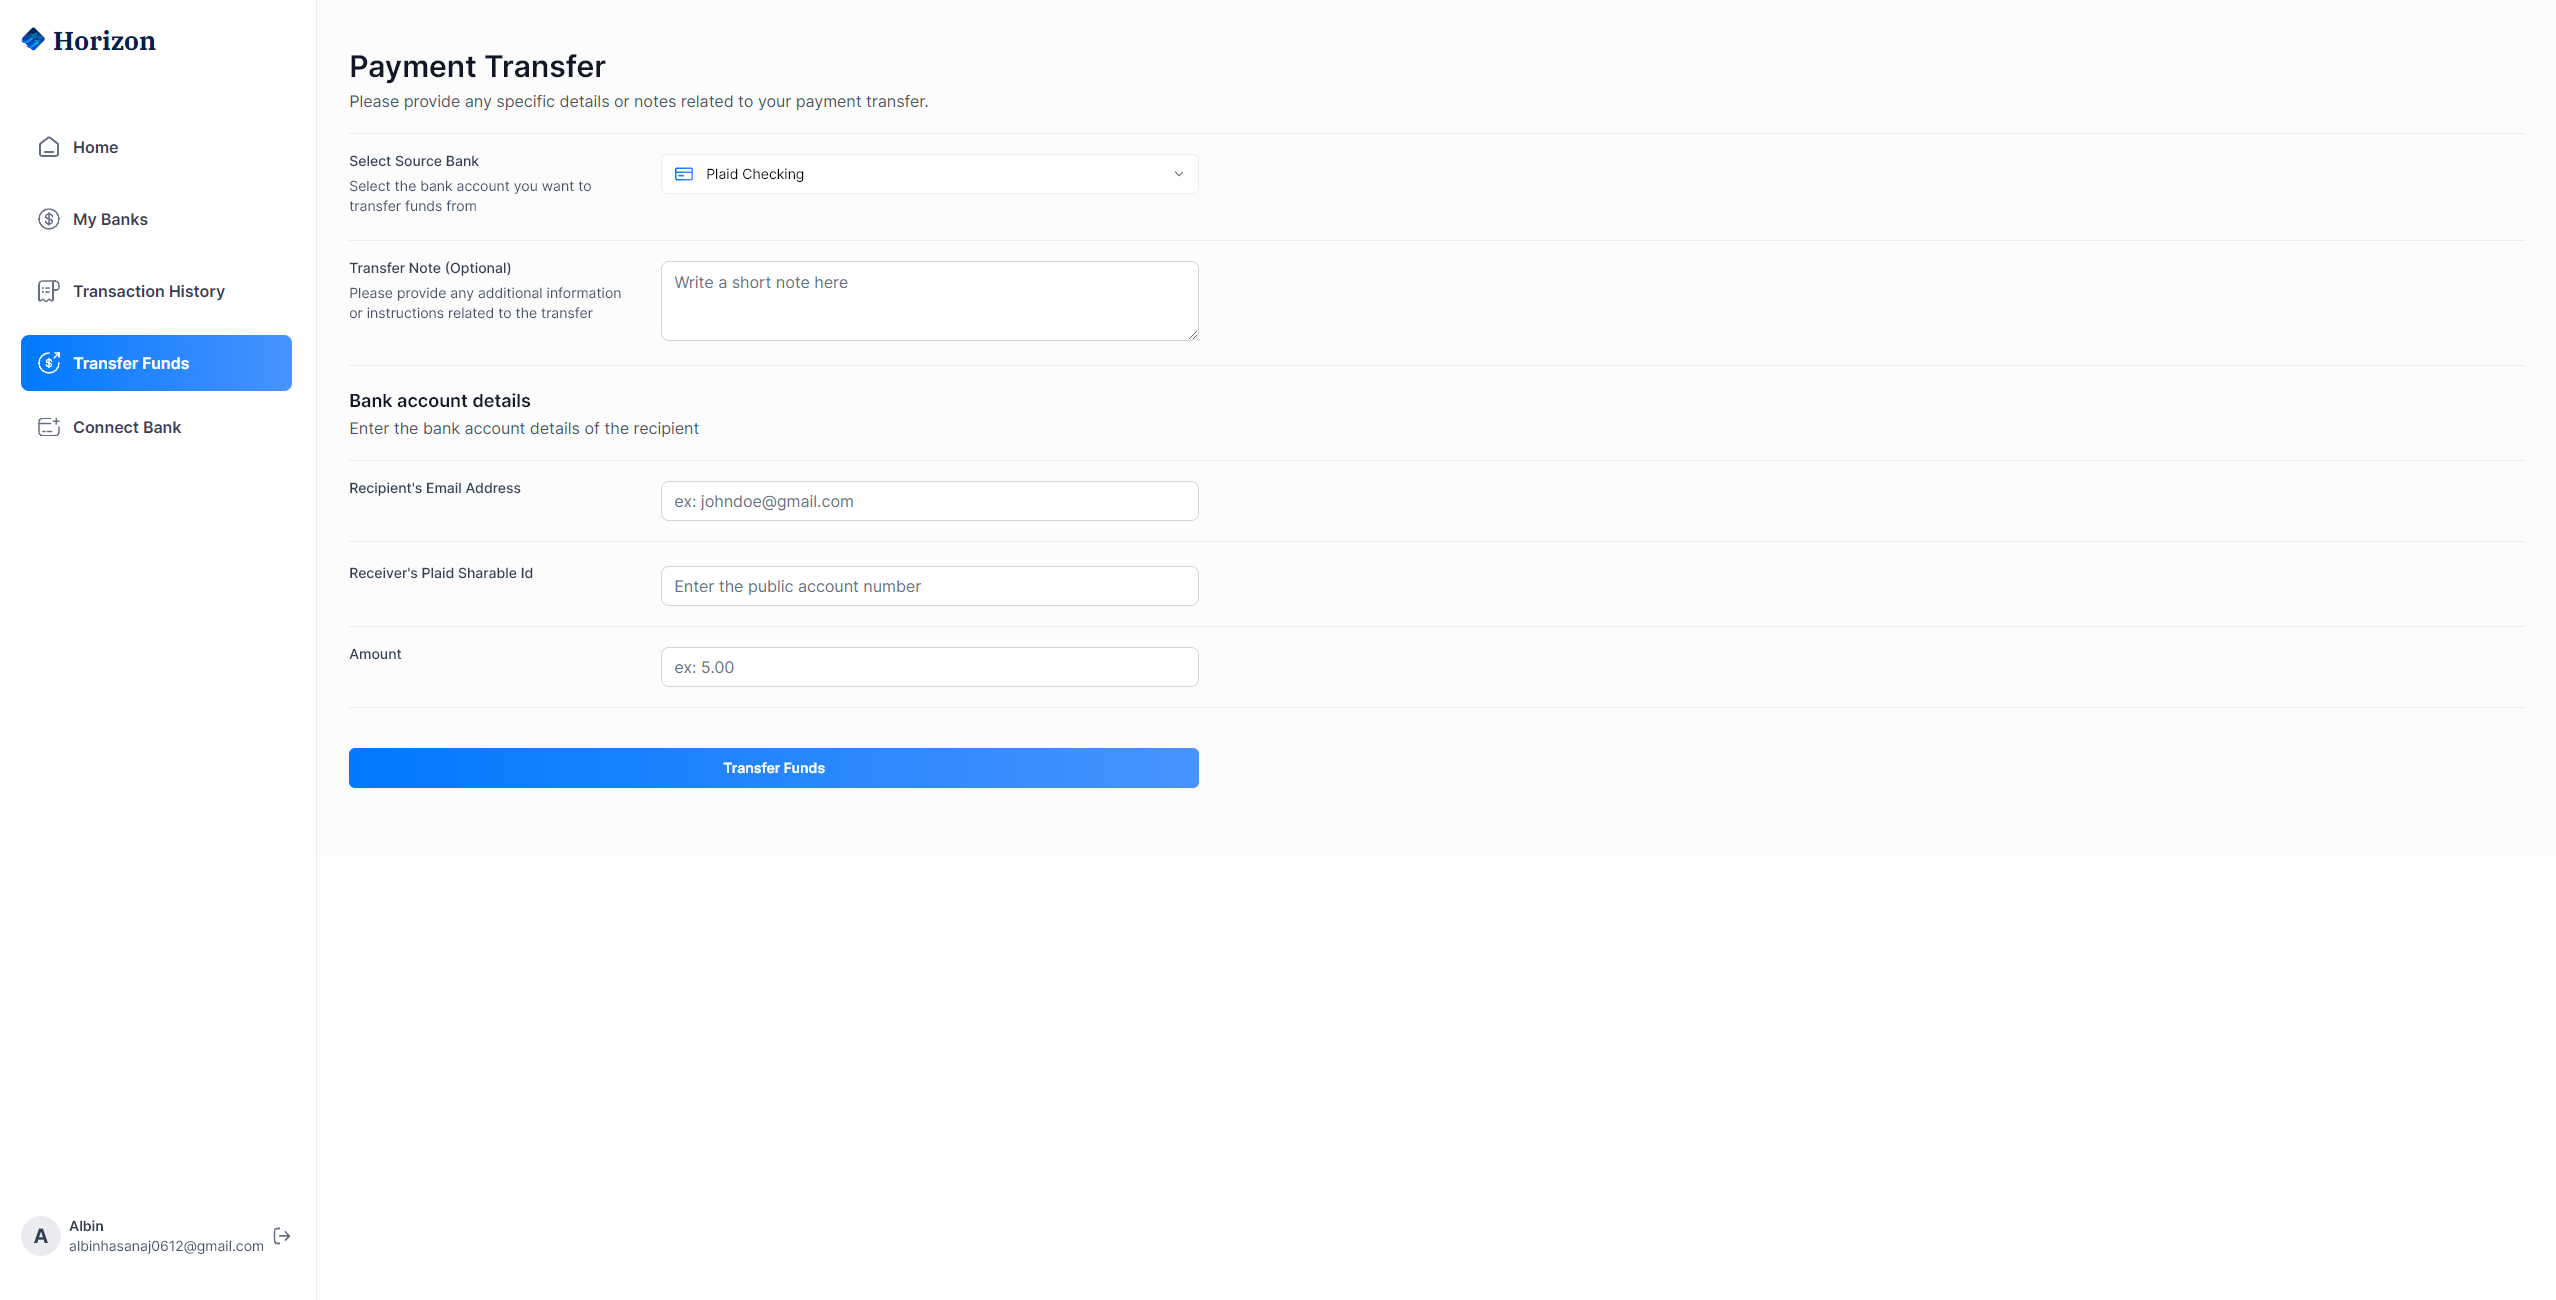 Horizon
Home
My Banks
Transaction History
Transfer Funds
Connect Bank
A
Albin
albinhasanaj0612@gmail.com
Payment Transfer
Please provide any specific details or notes related to your payment transfer.
Select Source Bank
Select the bank account you want to
transfer funds from
Plaid Checking
Transfer Note (Optional)
Please provide any additional information
or instructions related to the transfer
Write a short note here
Bank account details
Enter the bank account details of the recipient
Recipient's Email Address
ex: johndoe@gmail.com
Receiver's Plaid Sharable Id
Enter the public account number
Amount
ex: 5.00
Transfer Funds